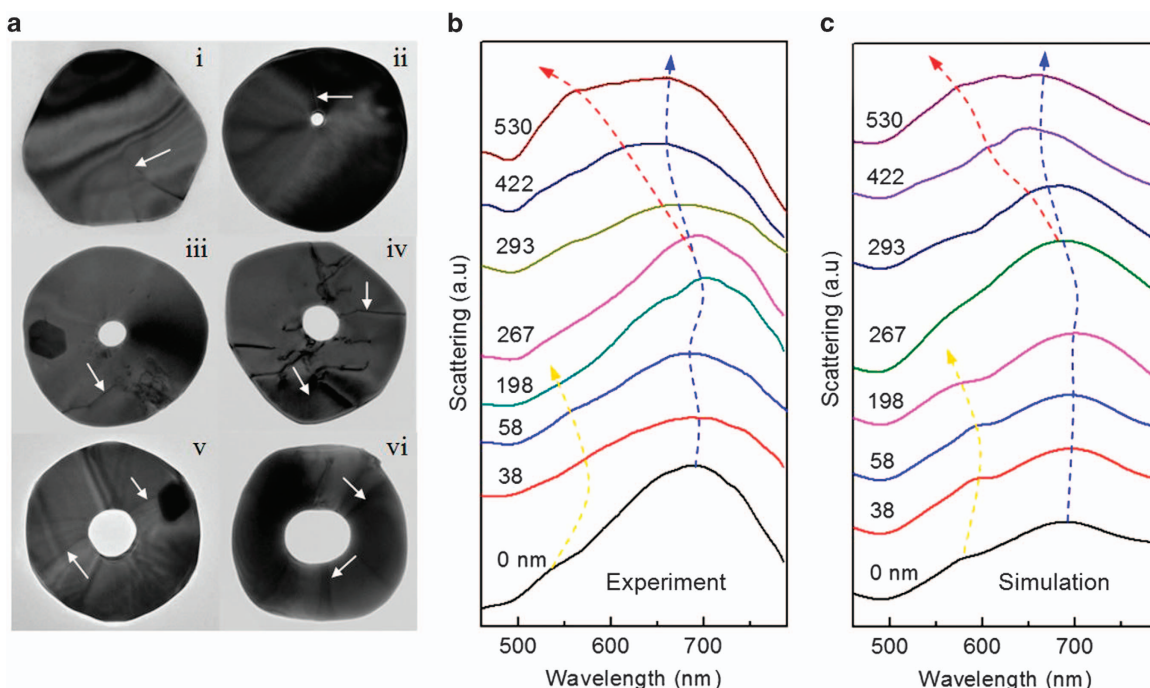 a
i
ii
iii
iv
v
vi
b
Scattering (a.u)
530
422
293
267
198
58
38
0 nm
Experiment
500
600
700
Wavelength (nm)
c
Scattering (a.u)
530
422
293
267
198
58
38
0 nm
Simulation
500
600
700
Wavelength (nm)